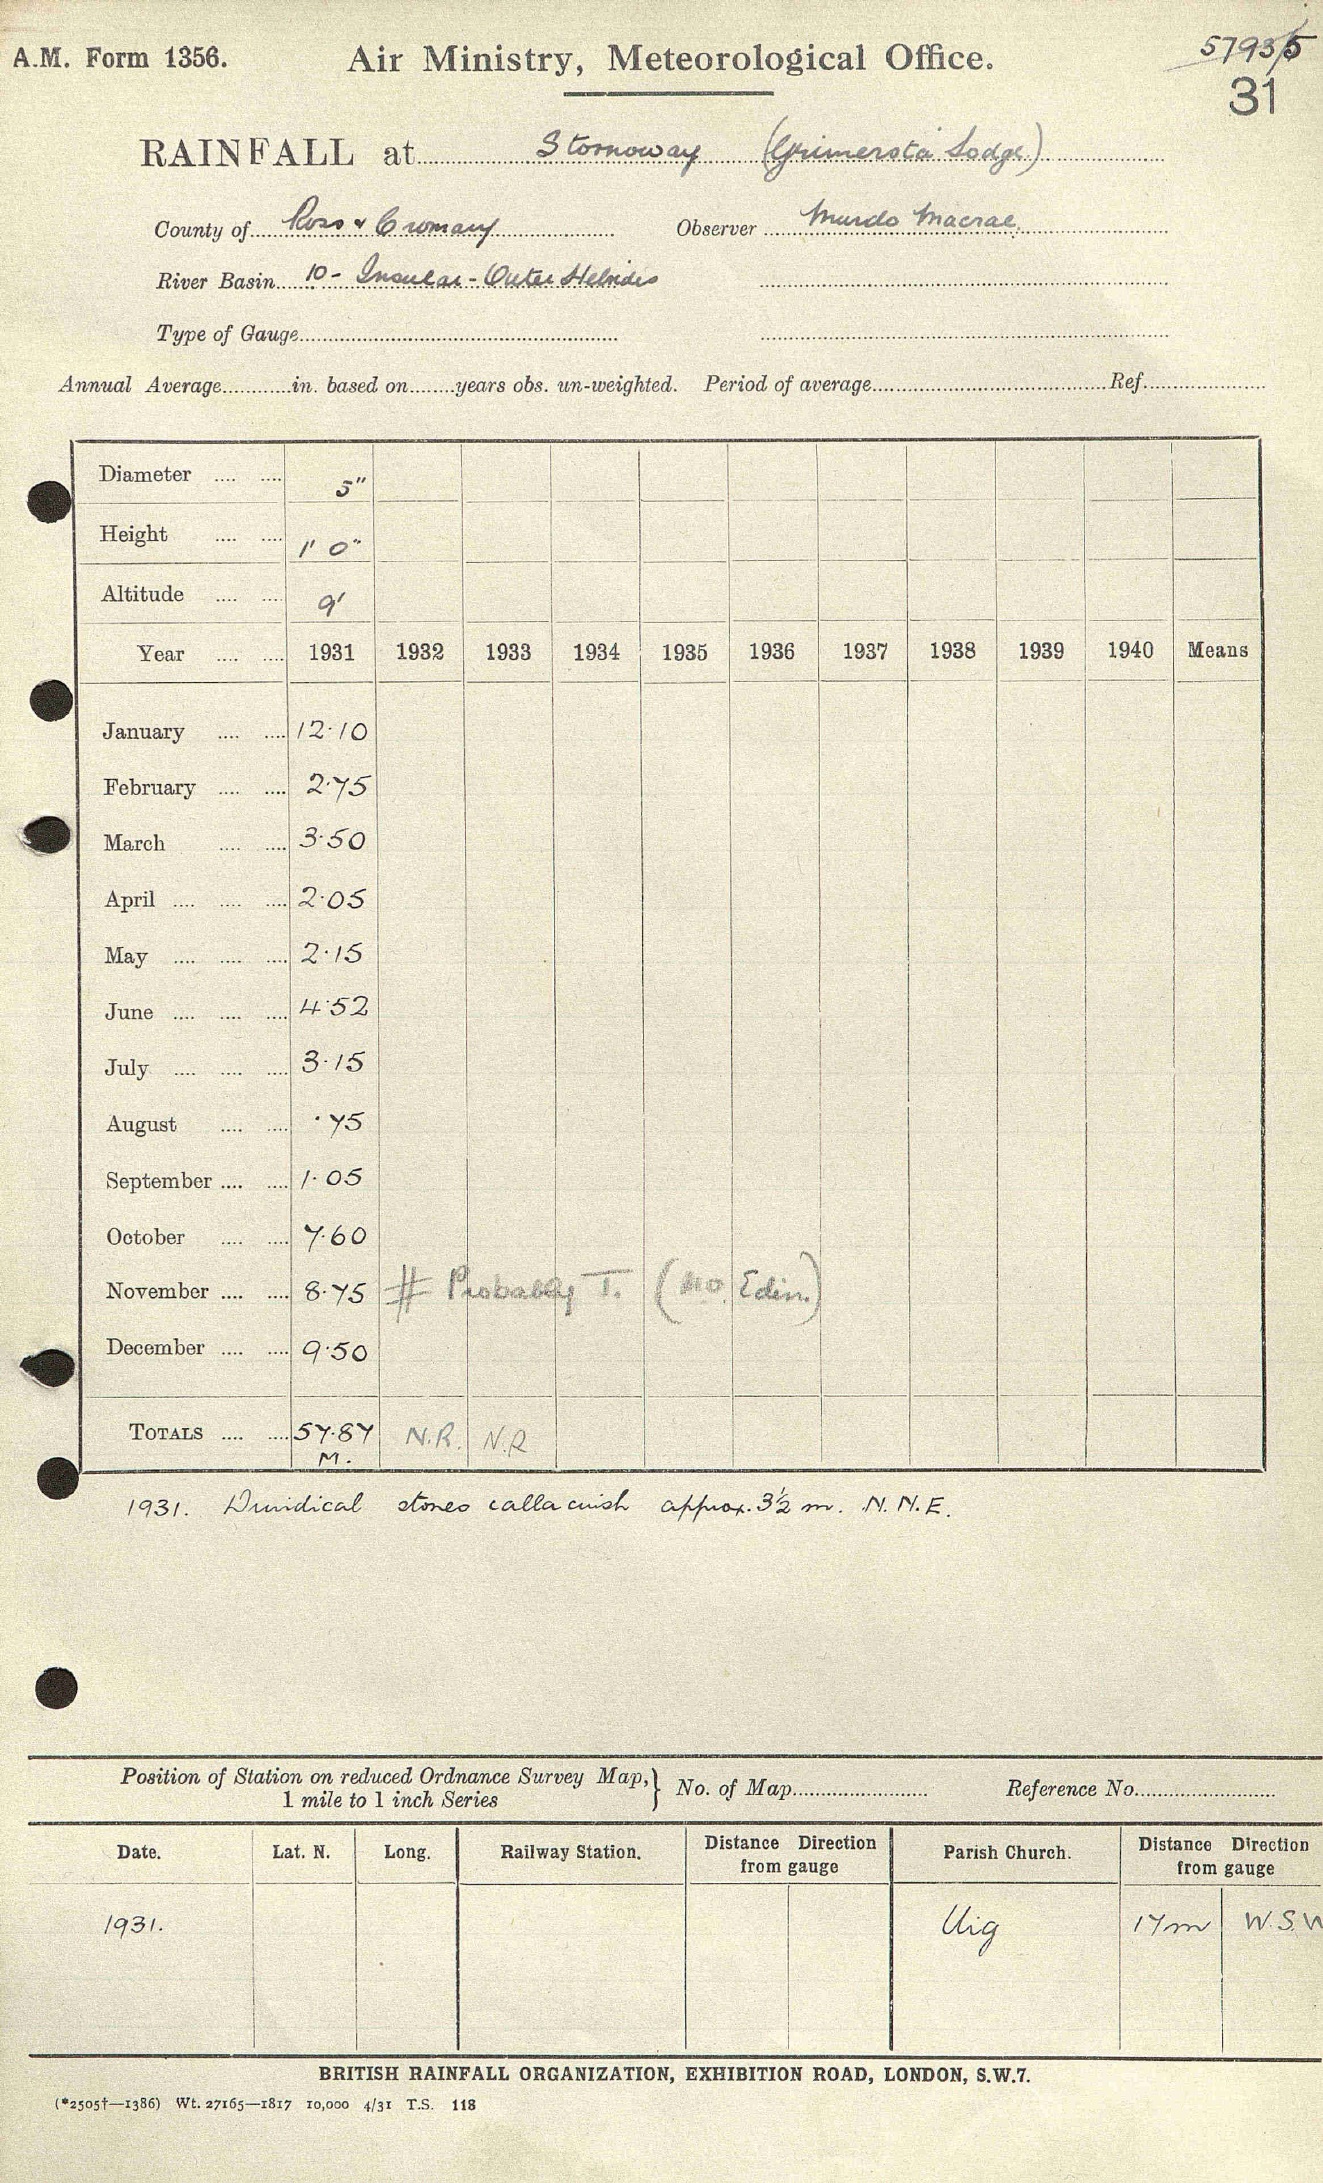 A.M. Form 1356.
Air Ministry, Meteorological Office.
5793/5
31
RAINFALL at Stornoway (Grimersta Lodge)
County of Ross & Cromarty Observer Murdo Macrae.
River Basin 10 - Insular - Outer Hebrides
Type of Gauge
Annual Average in. based on years obs. un-weighted. Period of average Ref.
Diameter 5"
Height 1' 0"
Altitude 9'
Year 1931 1932 1933 1934 1935 1936 1937 1938 1939 1940 Means
January 12.10
February 2.75
March 3.50
April 2.05
May 2.15
June 4.52
July 3.15
August .75
September 1.05
October 7.60
November 8.75 # Probably T. (MO. Edin.)
December 9.50
TOTALS 57.87 N.R. N.R
M.
1931. Druidical stones callacuish approx. 3½ m. N.N.E.
Position of Station on reduced Ordnance Survey Map, 1 mile to 1 inch Series } No. of Map Reference No.
Date. Lat. N. Long. Railway Station. Distance Direction from gauge Parish Church. Distance Direction from gauge
1931. Uig 17m W.S.W
BRITISH RAINFALL ORGANIZATION, EXHIBITION ROAD, LONDON, S.W.7.
(*2505†—1386) Wt. 27165—1817 10,000 4/31 T.S. 118